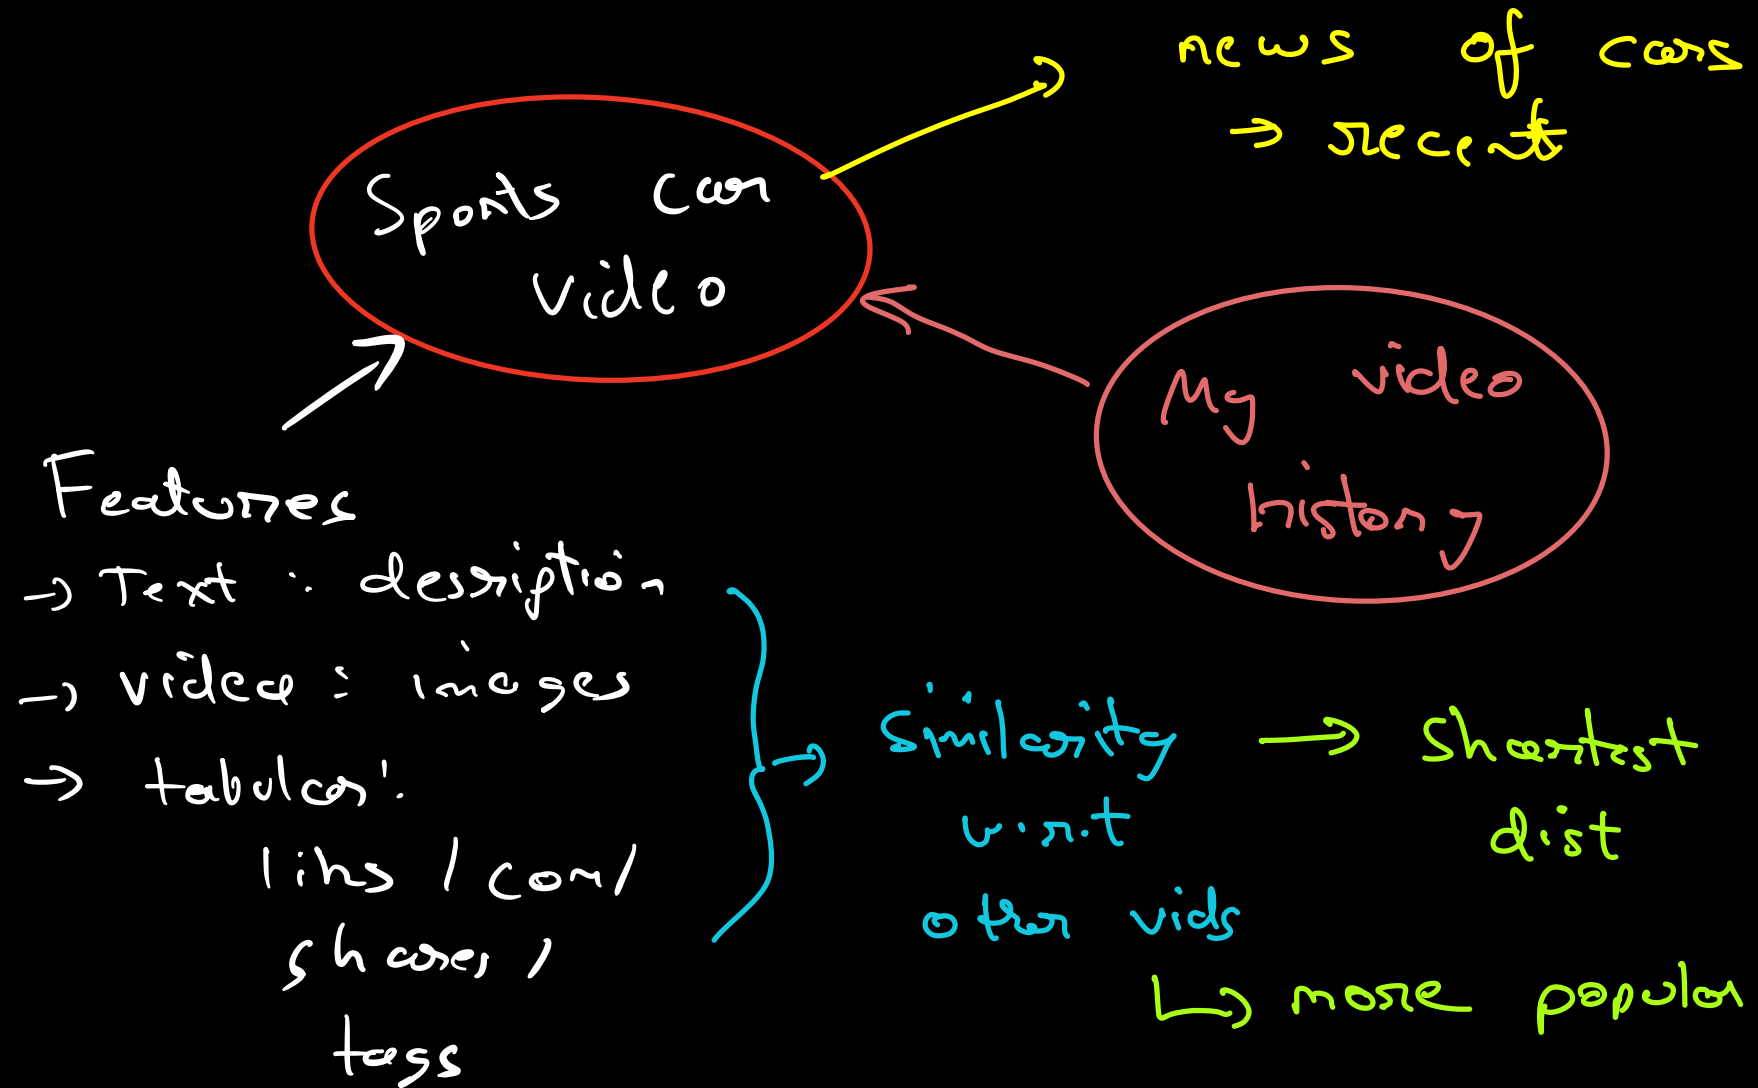 news of cars
→ recent
Sports car
video
My video
history
Features
→ Text : description
→ video : images
→ tabular :
likes / com /
shares /
tags
Similarity
w.r.t
other vids
→ Shortest
dist
↳ more popular